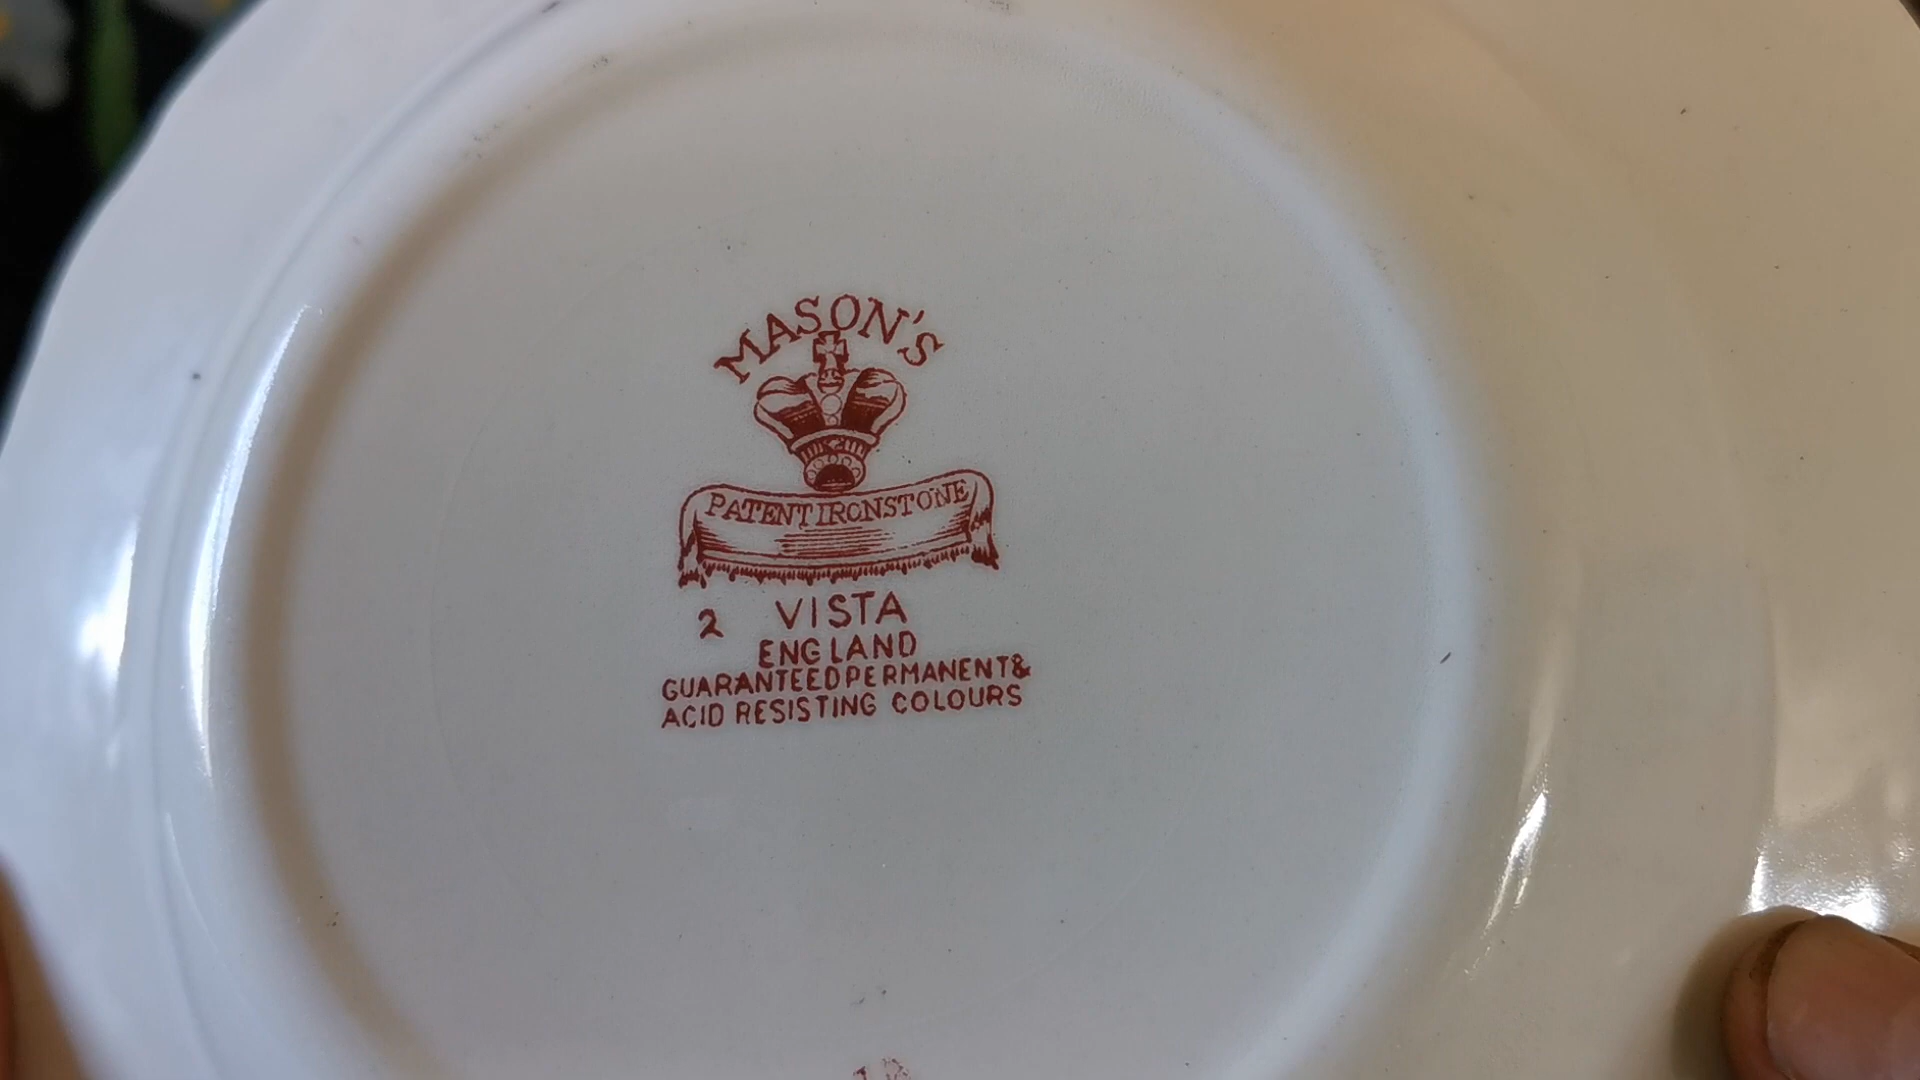 MASON'S
PATENT IRONSTONE
2 VISTA
ENGLAND
GUARANTEED PERMANENT &
ACID RESISTING COLOURS